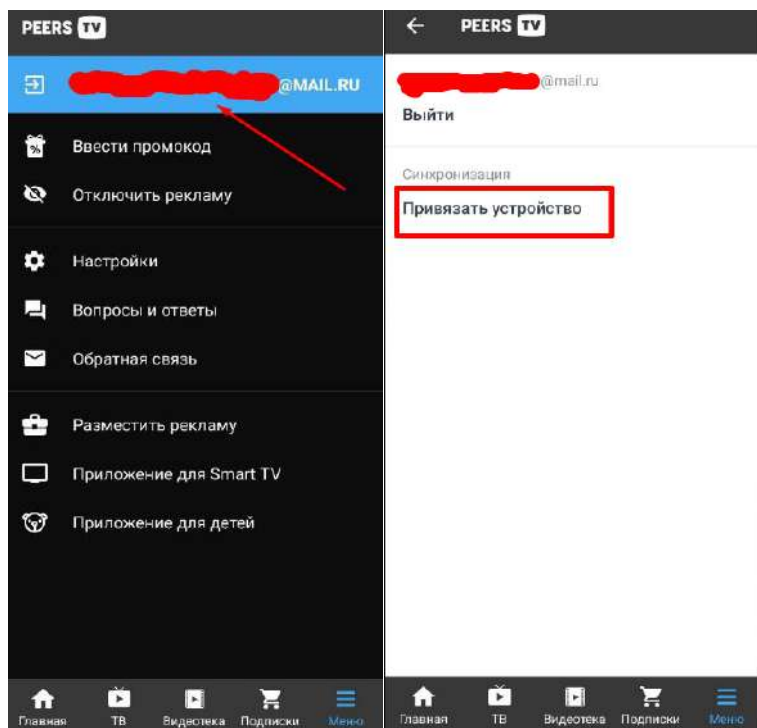 PEERS TV
@MAIL.RU
Ввести промокод
Отключить рекламу
Настройки
Вопросы и ответы
Обратная связь
Разместить рекламу
Приложение для Smart TV
Приложение для детей
Главная ТВ Видеотека Подписки Меню
PEERS TV
@mail.ru
Выйти
Синхронизация
Привязать устройство
Главная ТВ Видеотека Подписки Меню